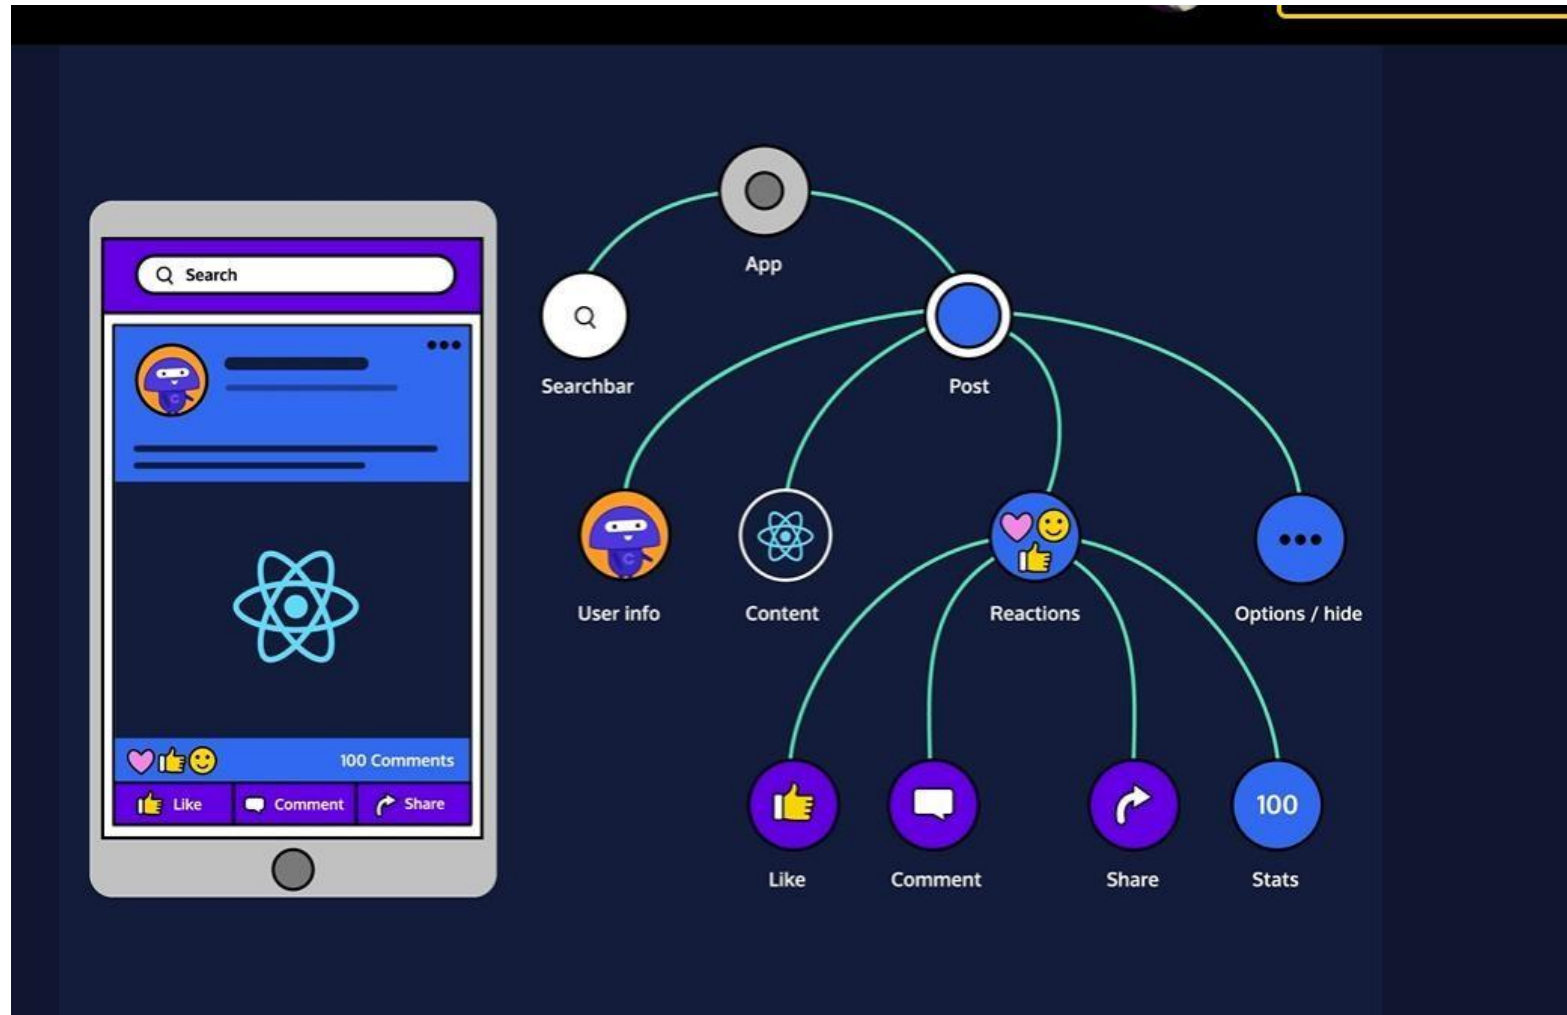 Search
100 Comments
Like
Comment
Share
App
Searchbar
Post
User info
Content
Reactions
Options / hide
100
Like
Comment
Share
Stats